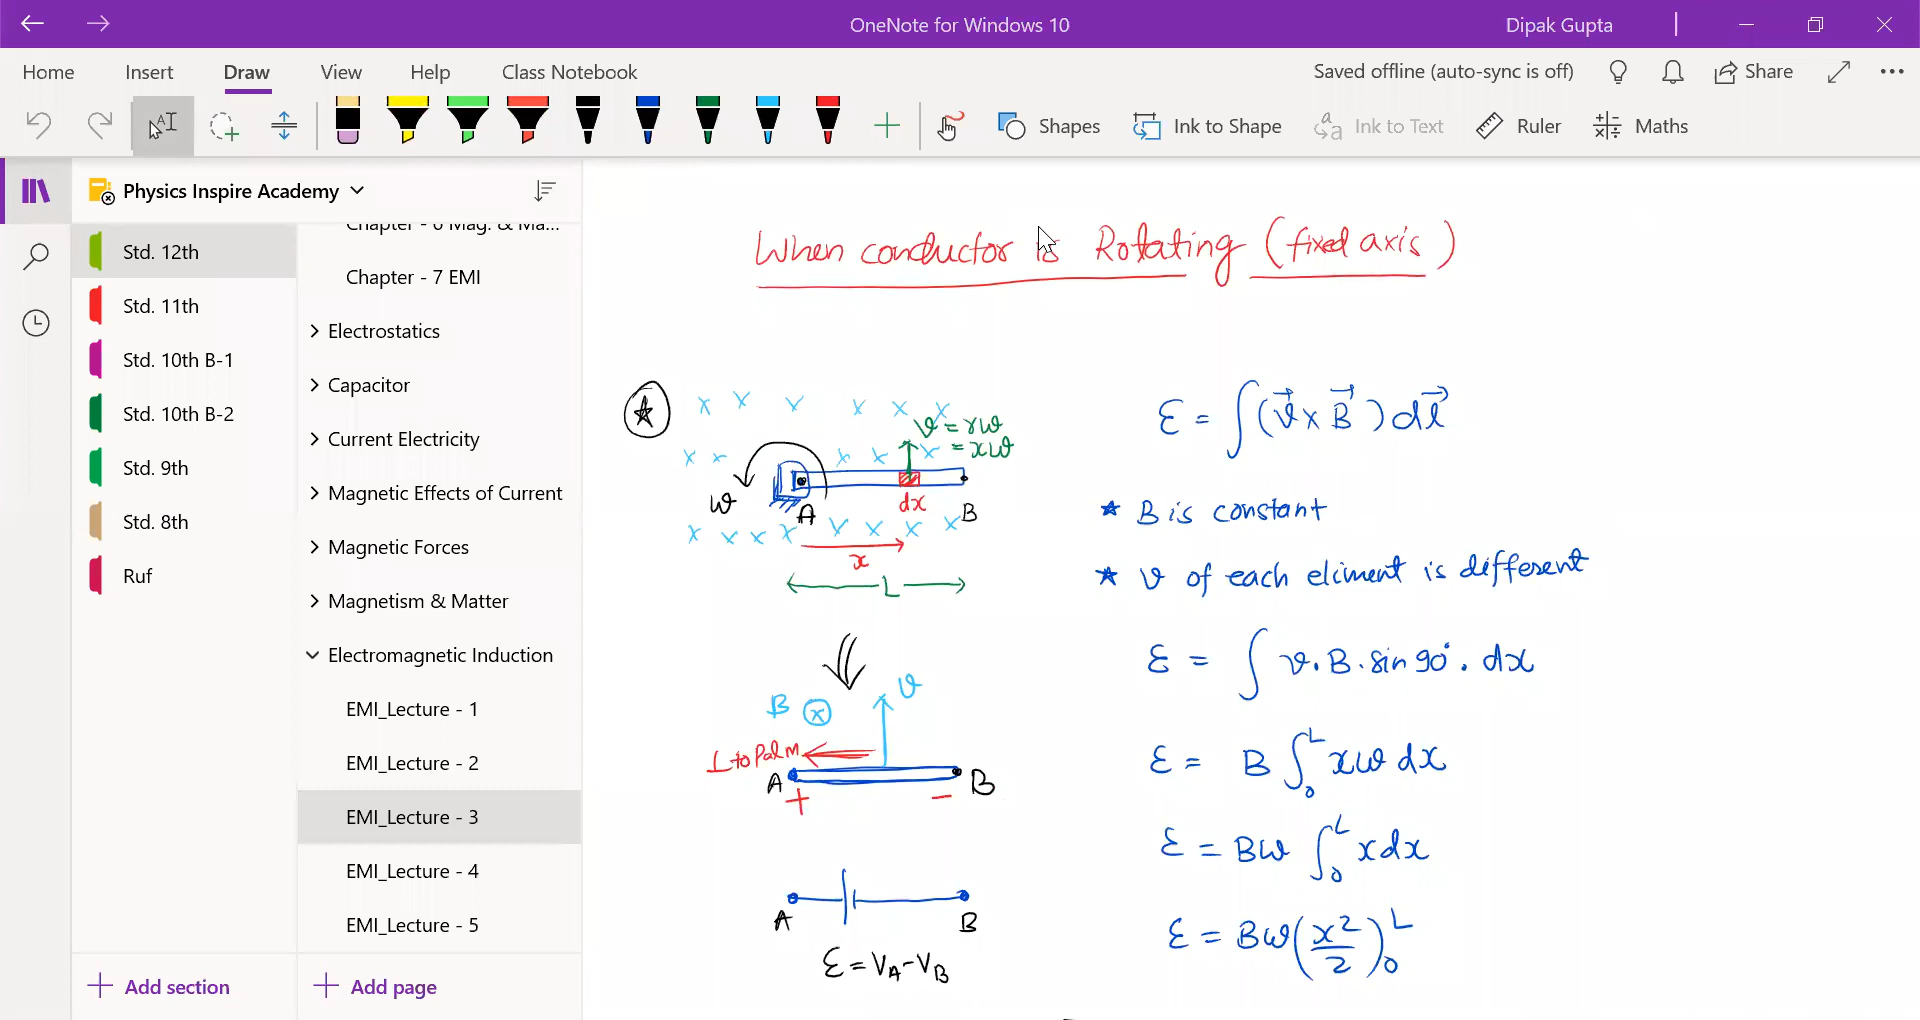 OneNote for Windows 10
Dipak Gupta
Home Insert Draw View Help Class Notebook
Saved offline (auto-sync is off) Share
Shapes Ink to Shape Ink to Text Ruler Maths
Physics Inspire Academy
Std. 12th
Std. 11th
Std. 10th B-1
Std. 10th B-2
Std. 9th
Std. 8th
Ruf
Add section
Chapter - 6 Mag. & Ma...
Chapter - 7 EMI
Electrostatics
Capacitor
Current Electricity
Magnetic Effects of Current
Magnetic Forces
Magnetism & Matter
Electromagnetic Induction
EMI_Lecture - 1
EMI_Lecture - 2
EMI_Lecture - 3
EMI_Lecture - 4
EMI_Lecture - 5
Add page
When conductor is Rotating (fixed axis)
x x x x x x
v = rω
x x x x x = xω
ω A dx B
x x x x x x x x
x
L
B ⓧ v
⊥ to Palm
A B
+ −
A B
ε = V_A − V_B
ε = ∫(v⃗ × B⃗) dl⃗
★ B is constant
★ v of each eliment is different
ε = ∫ v . B . sin 90° . dx
ε = B ∫₀ᴸ xω dx
ε = Bω ∫₀ᴸ x dx
ε = Bω (x²/2)₀ᴸ